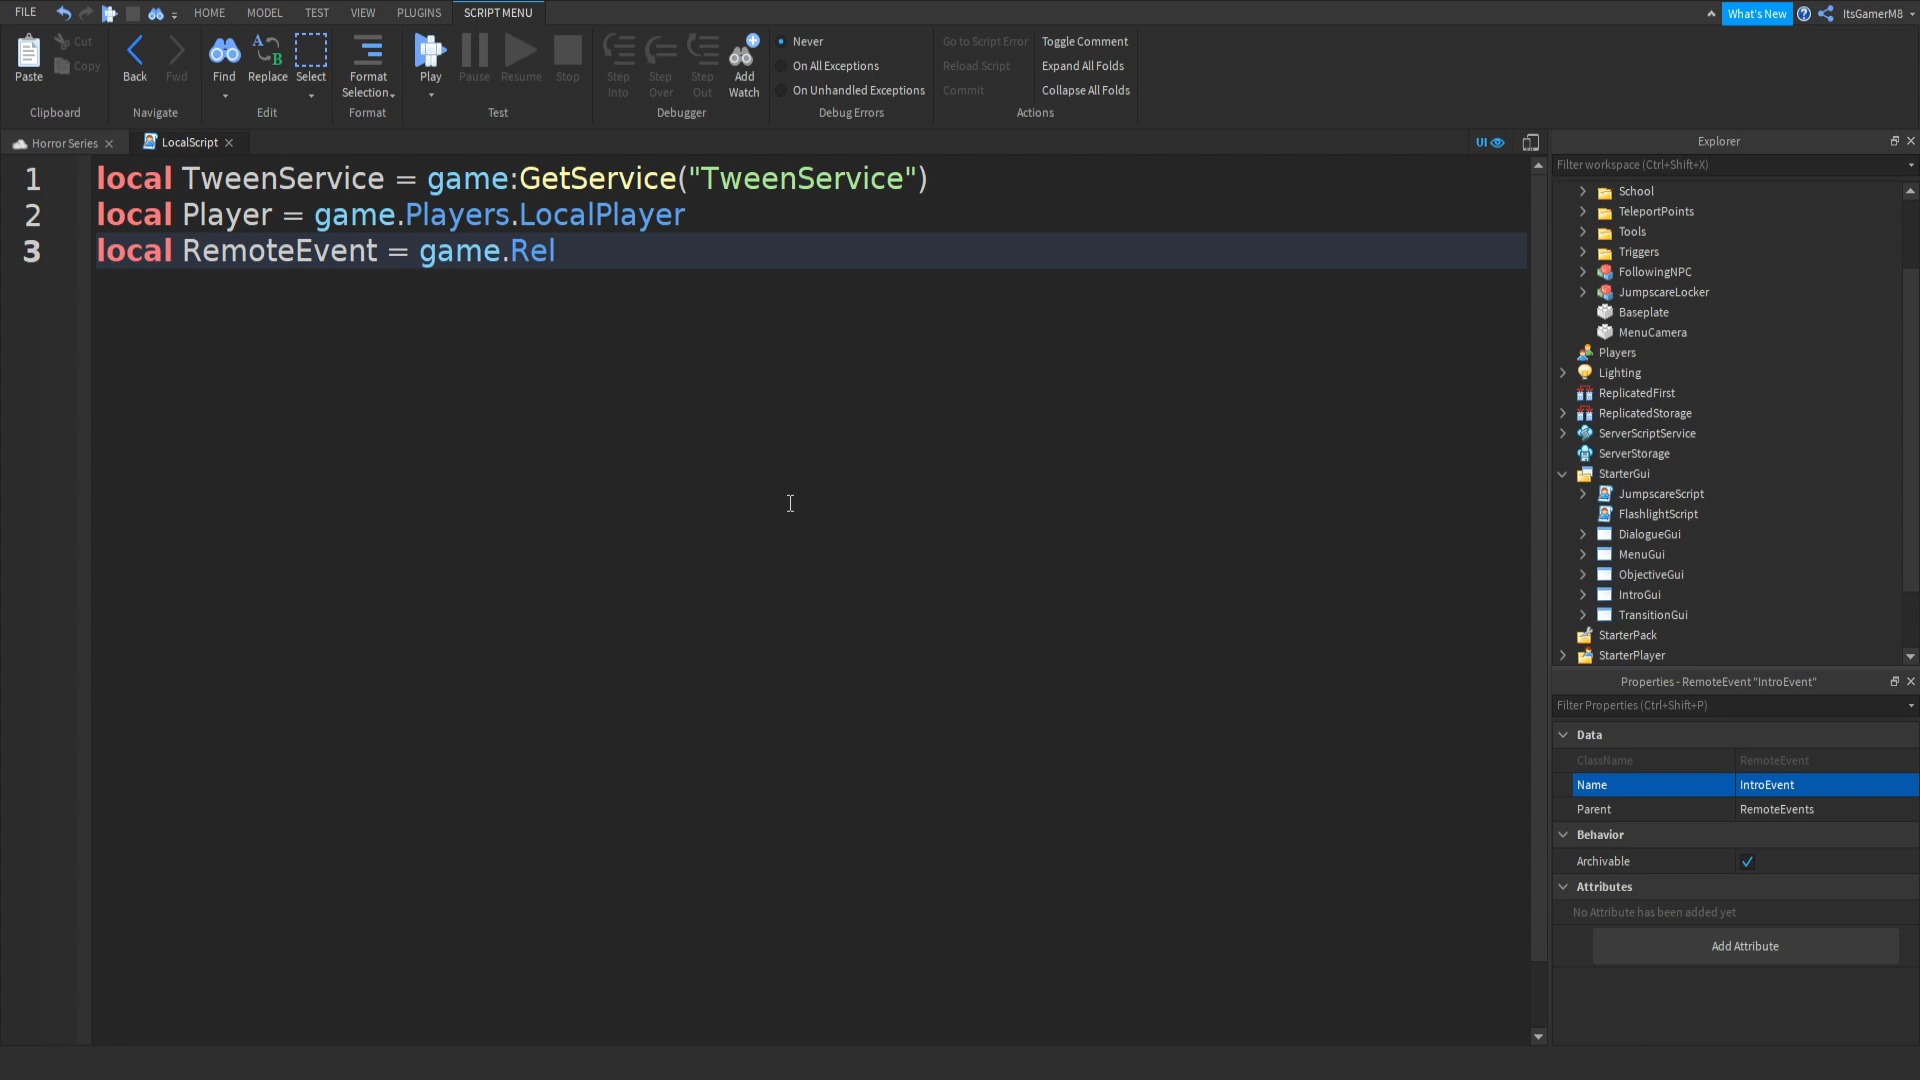 FILE HOME MODEL TEST VIEW PLUGINS SCRIPT MENU What's New ItsGamerM8
Paste Cut Copy Clipboard
Back Fwd Navigate
Find Replace Select Edit
Format Selection Format
Play Pause Resume Stop Test
Step Into Step Over Step Out Add Watch Debugger
Never
On All Exceptions
On Unhandled Exceptions
Debug Errors
Go to Script Error Toggle Comment
Reload Script Expand All Folds
Commit Collapse All Folds
Actions
Horror Series LocalScript UI
1 local TweenService = game:GetService("TweenService")
2 local Player = game.Players.LocalPlayer
3 local RemoteEvent = game.Rel
Explorer
Filter workspace (Ctrl+Shift+X)
School
TeleportPoints
Tools
Triggers
FollowingNPC
JumpscareLocker
Baseplate
MenuCamera
Players
Lighting
ReplicatedFirst
ReplicatedStorage
ServerScriptService
ServerStorage
StarterGui
JumpscareScript
FlashlightScript
DialogueGui
MenuGui
ObjectiveGui
IntroGui
TransitionGui
StarterPack
StarterPlayer
Properties - RemoteEvent "IntroEvent"
Filter Properties (Ctrl+Shift+P)
Data
ClassName RemoteEvent
Name IntroEvent
Parent RemoteEvents
Behavior
Archivable
Attributes
No Attribute has been added yet
Add Attribute